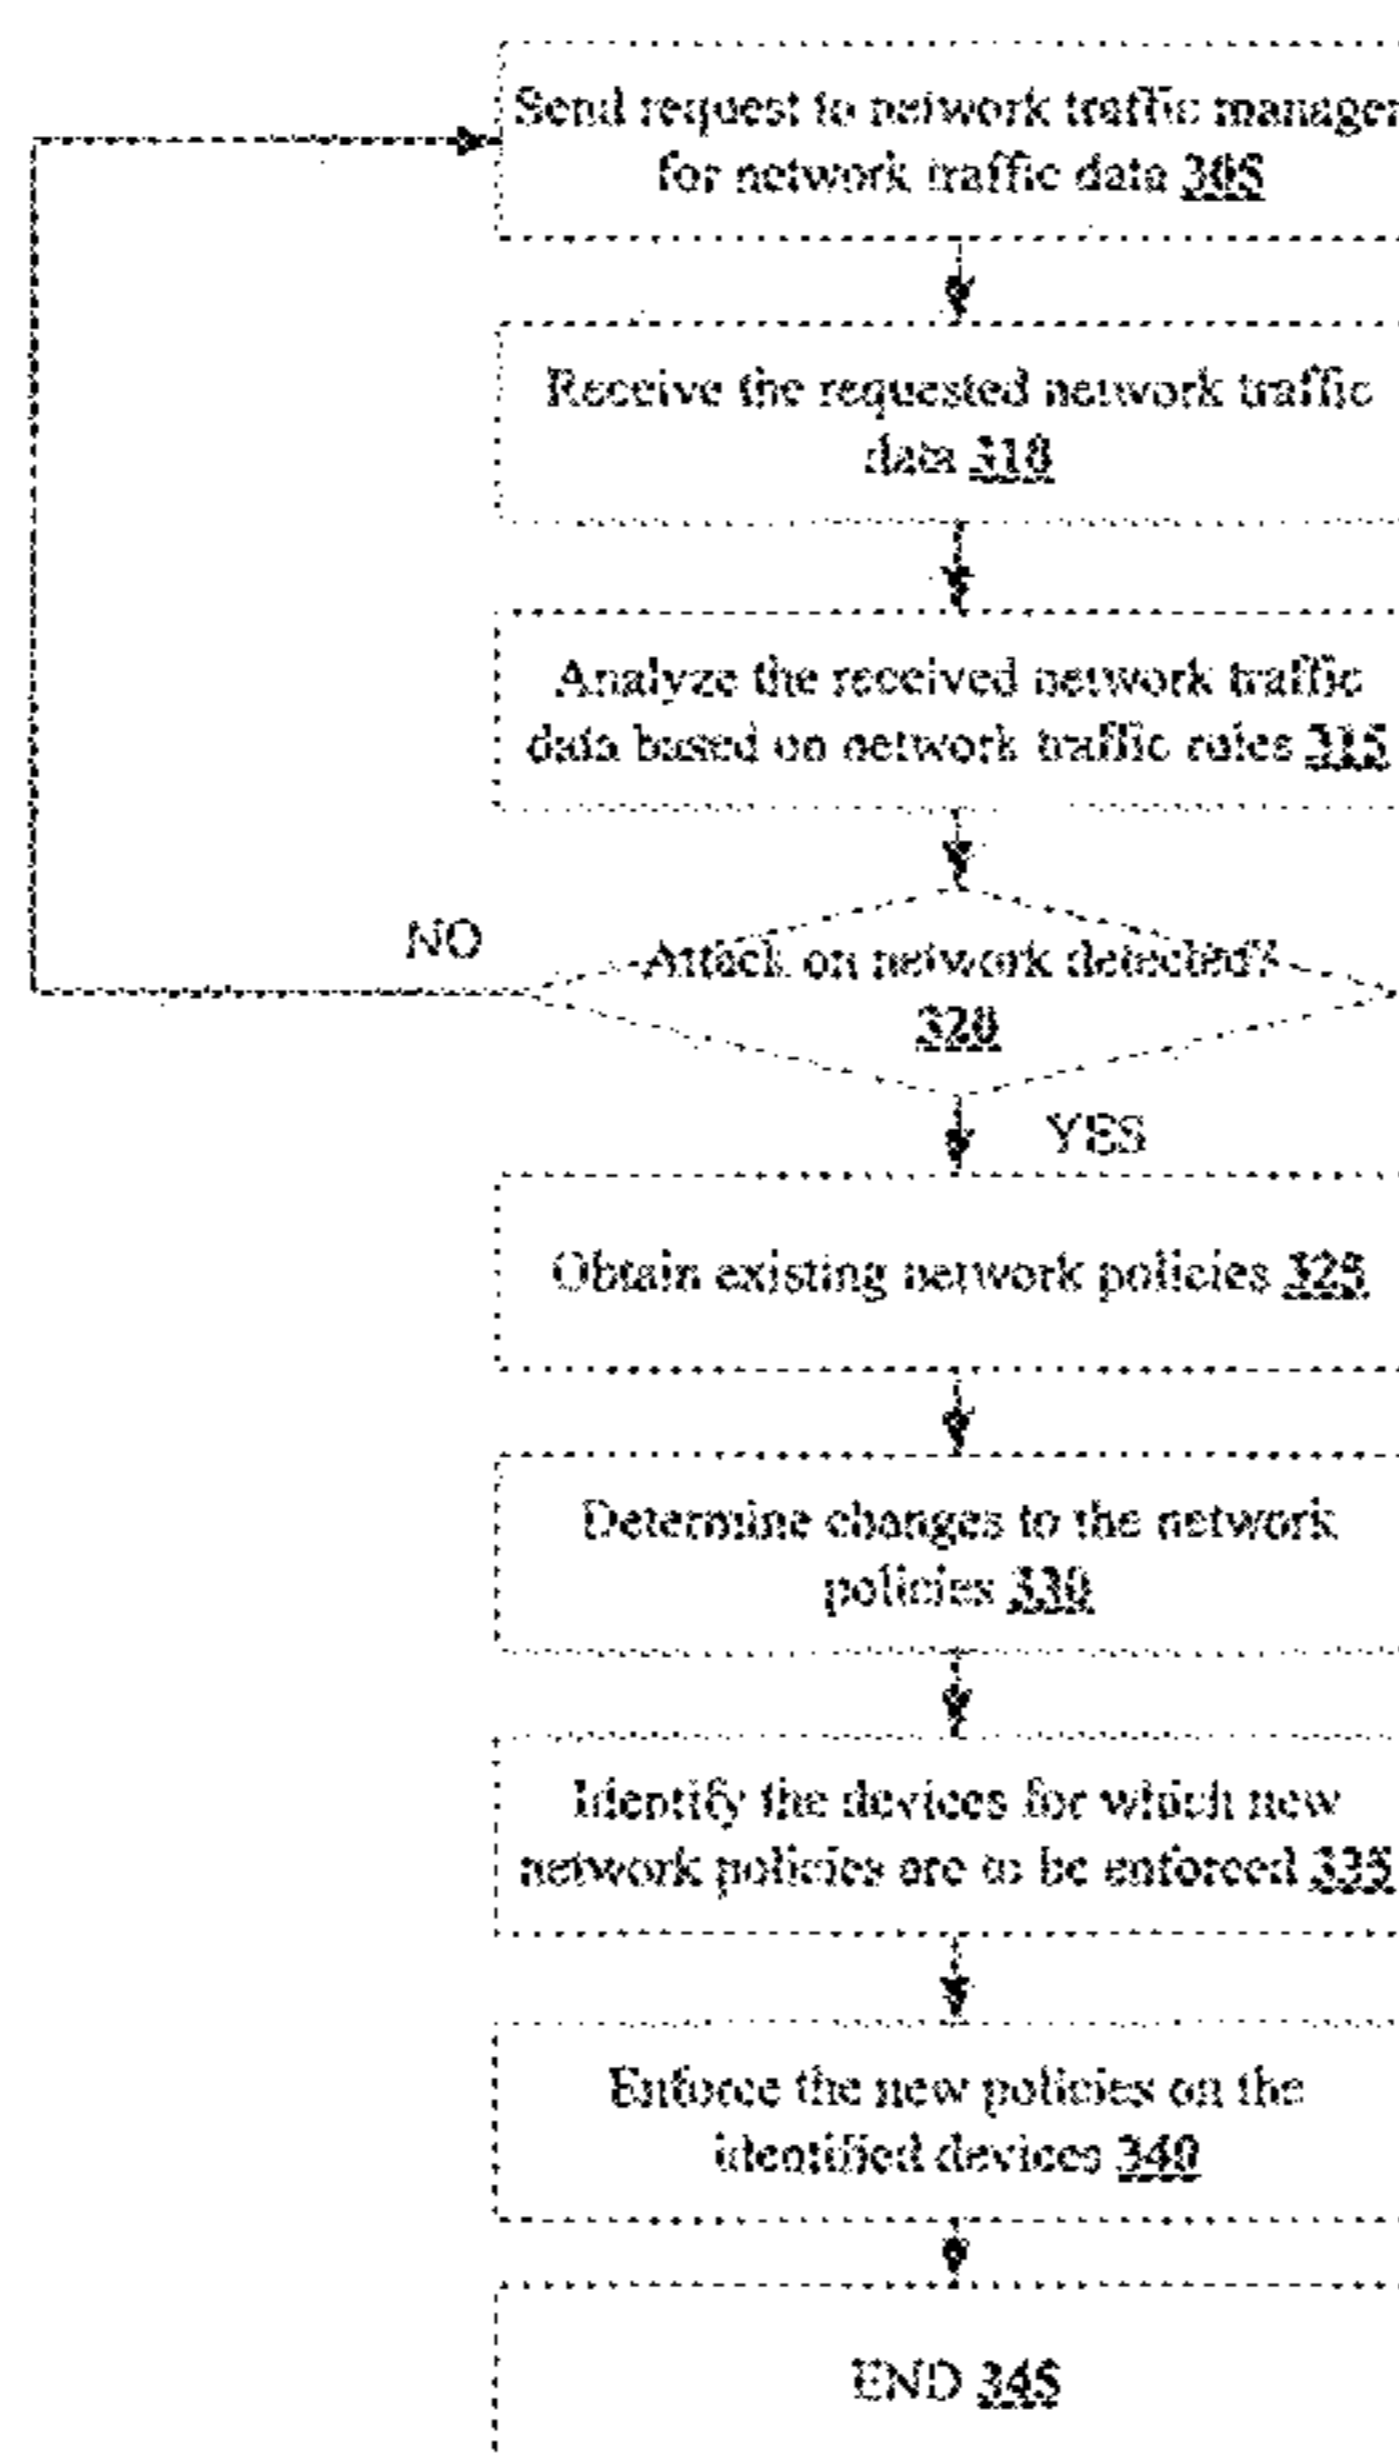 Send request to network traffic manager
for network traffic data 305
Receive the requested network traffic
data 310
Analyze the received network traffic
data based on network traffic rules 315
NO
Attack on network detected?
320
YES
Obtain existing network policies 325
Determine changes to the network
policies 330
Identify the devices for which new
network policies are to be enforced 335
Enforce the new policies on the
identified devices 340
END 345